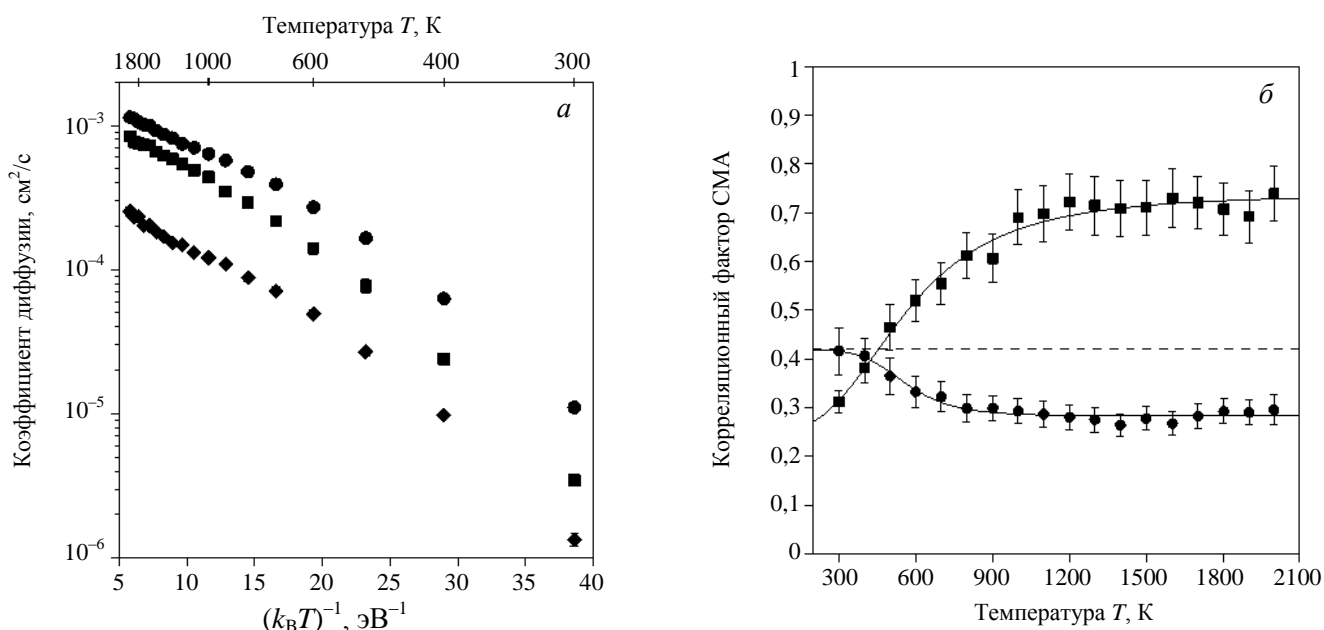 Температура T, К
1800 1000 600 400 300
а
Коэффициент диффузии, см²/с
10⁻³
10⁻⁴
10⁻⁵
10⁻⁶
5 10 15 20 25 30 35 40
(k_BT)⁻¹, эВ⁻¹
б
Корреляционный фактор СМА
1
0,9
0,8
0,7
0,6
0,5
0,4
0,3
0,2
0,1
0
300 600 900 1200 1500 1800 2100
Температура T, К